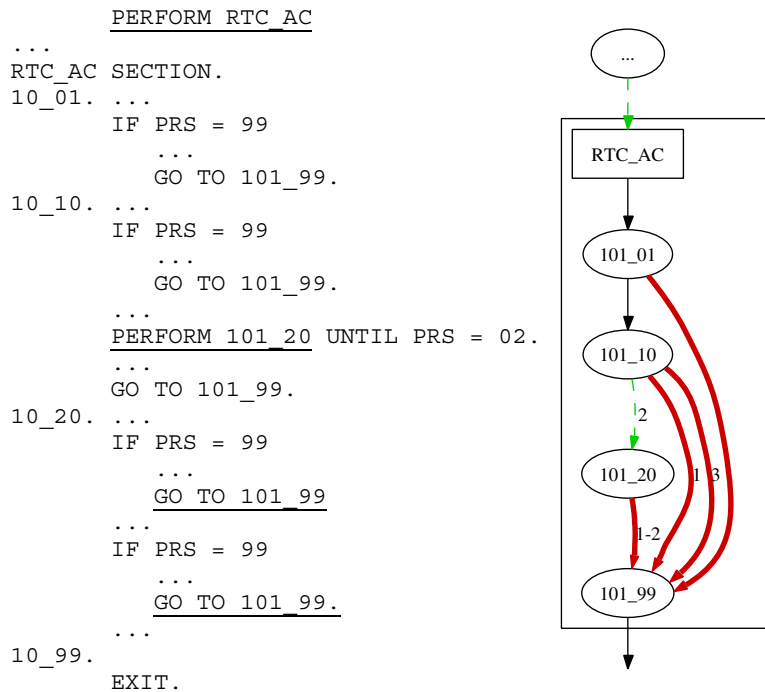 PERFORM RTC_AC
...
RTC_AC SECTION.
10_01. ...
IF PRS = 99
...
GO TO 101_99.
10_10. ...
IF PRS = 99
...
GO TO 101_99.
...
PERFORM 101_20 UNTIL PRS = 02.
...
GO TO 101_99.
10_20. ...
IF PRS = 99
...
GO TO 101_99
...
IF PRS = 99
...
GO TO 101_99.
...
10_99.
EXIT.
...
RTC_AC
101_01
101_10
2
101_20
1
3
1-2
101_99